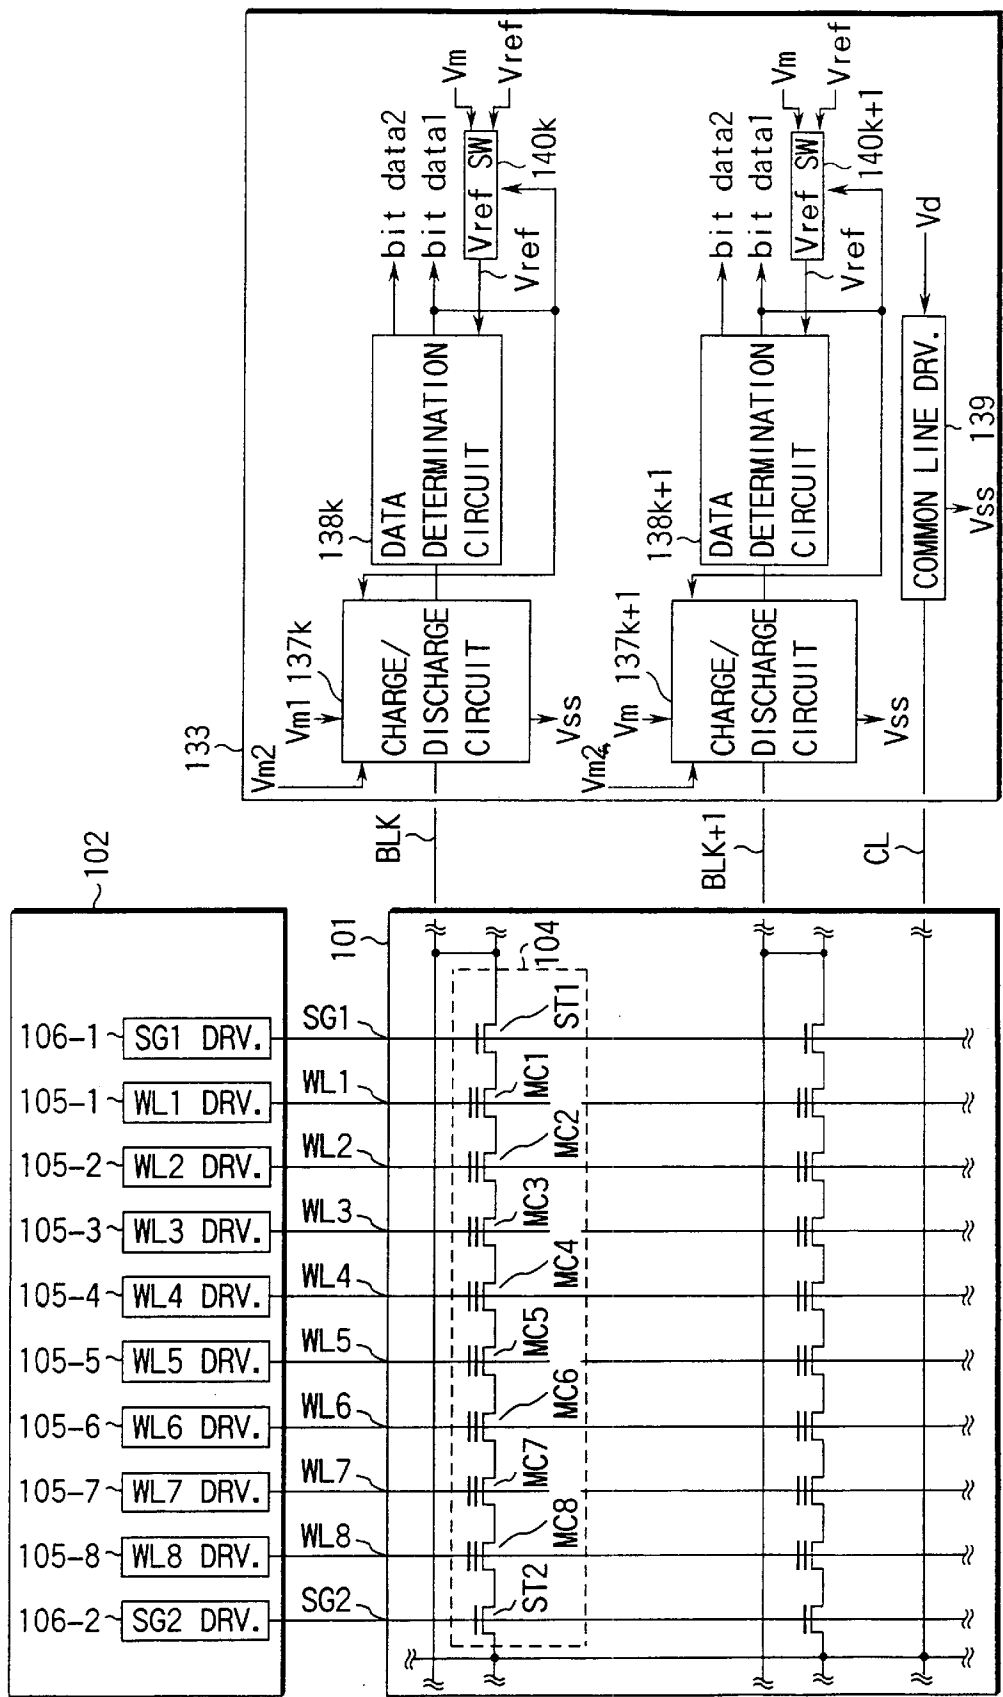 102
106-1
SG1 DRV.
105-1
WL1 DRV.
105-2
WL2 DRV.
105-3
WL3 DRV.
105-4
WL4 DRV.
105-5
WL5 DRV.
105-6
WL6 DRV.
105-7
WL7 DRV.
105-8
WL8 DRV.
106-2
SG2 DRV.
SG1
WL1
WL2
WL3
WL4
WL5
WL6
WL7
WL8
SG2
101
104
ST1
MC1
MC2
MC3
MC4
MC5
MC6
MC7
MC8
ST2
BLK
BLK+1
CL
133
Vm2
Vm1
137k
CHARGE/
DISCHARGE
CIRCUIT
Vss
138k
DATA
DETERMINATION
CIRCUIT
bit data2
bit data1
Vref SW
Vref
140k
Vm
Vref
Vm2
Vm
137k+1
CHARGE/
DISCHARGE
CIRCUIT
Vss
138k+1
DATA
DETERMINATION
CIRCUIT
bit data2
bit data1
Vref SW
Vref
140k+1
Vm
Vref
COMMON LINE DRV.
139
Vss
Vd